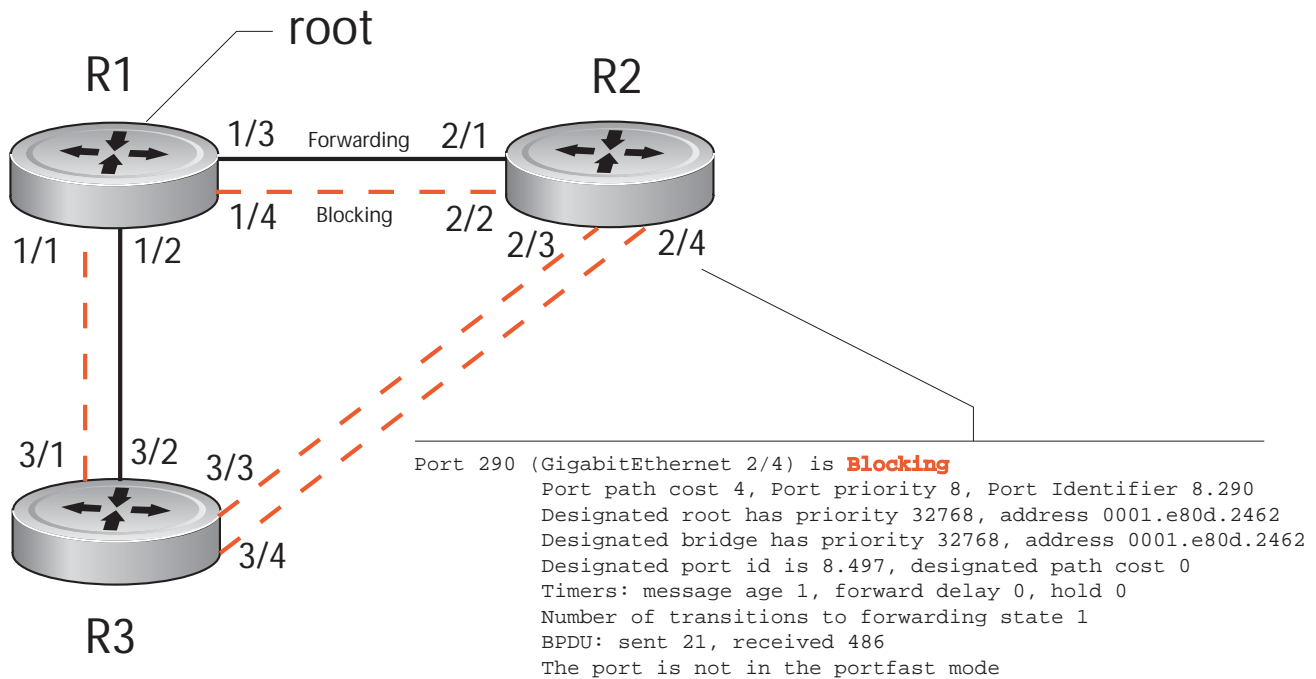 root
R1
R2
1/3 Forwarding 2/1
1/4 Blocking 2/2
1/1 1/2
2/3 2/4
3/1 3/2
3/3
3/4
R3
Port 290 (GigabitEthernet 2/4) is Blocking
Port path cost 4, Port priority 8, Port Identifier 8.290
Designated root has priority 32768, address 0001.e80d.2462
Designated bridge has priority 32768, address 0001.e80d.2462
Designated port id is 8.497, designated path cost 0
Timers: message age 1, forward delay 0, hold 0
Number of transitions to forwarding state 1
BPDU: sent 21, received 486
The port is not in the portfast mode